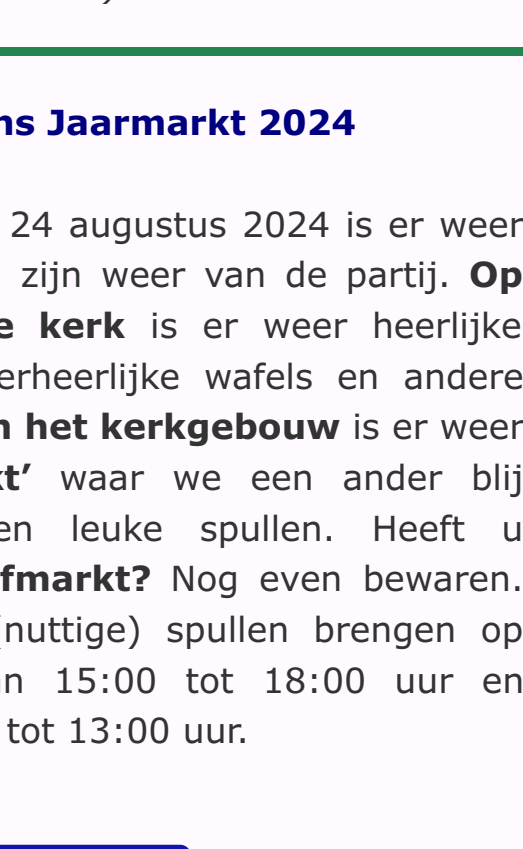 ns Jaarmarkt 2024
24 augustus 2024 is er weer
zijn weer van de partij. Op
e kerk is er weer heerlijke
erheerlijke wafels en andere
n het kerkgebouw is er weer
kt’ waar we een ander blij
en leuke spullen. Heeft u
fmarkt? Nog even bewaren.
(nuttige) spullen brengen op
an 15:00 tot 18:00 uur en
tot 13:00 uur.